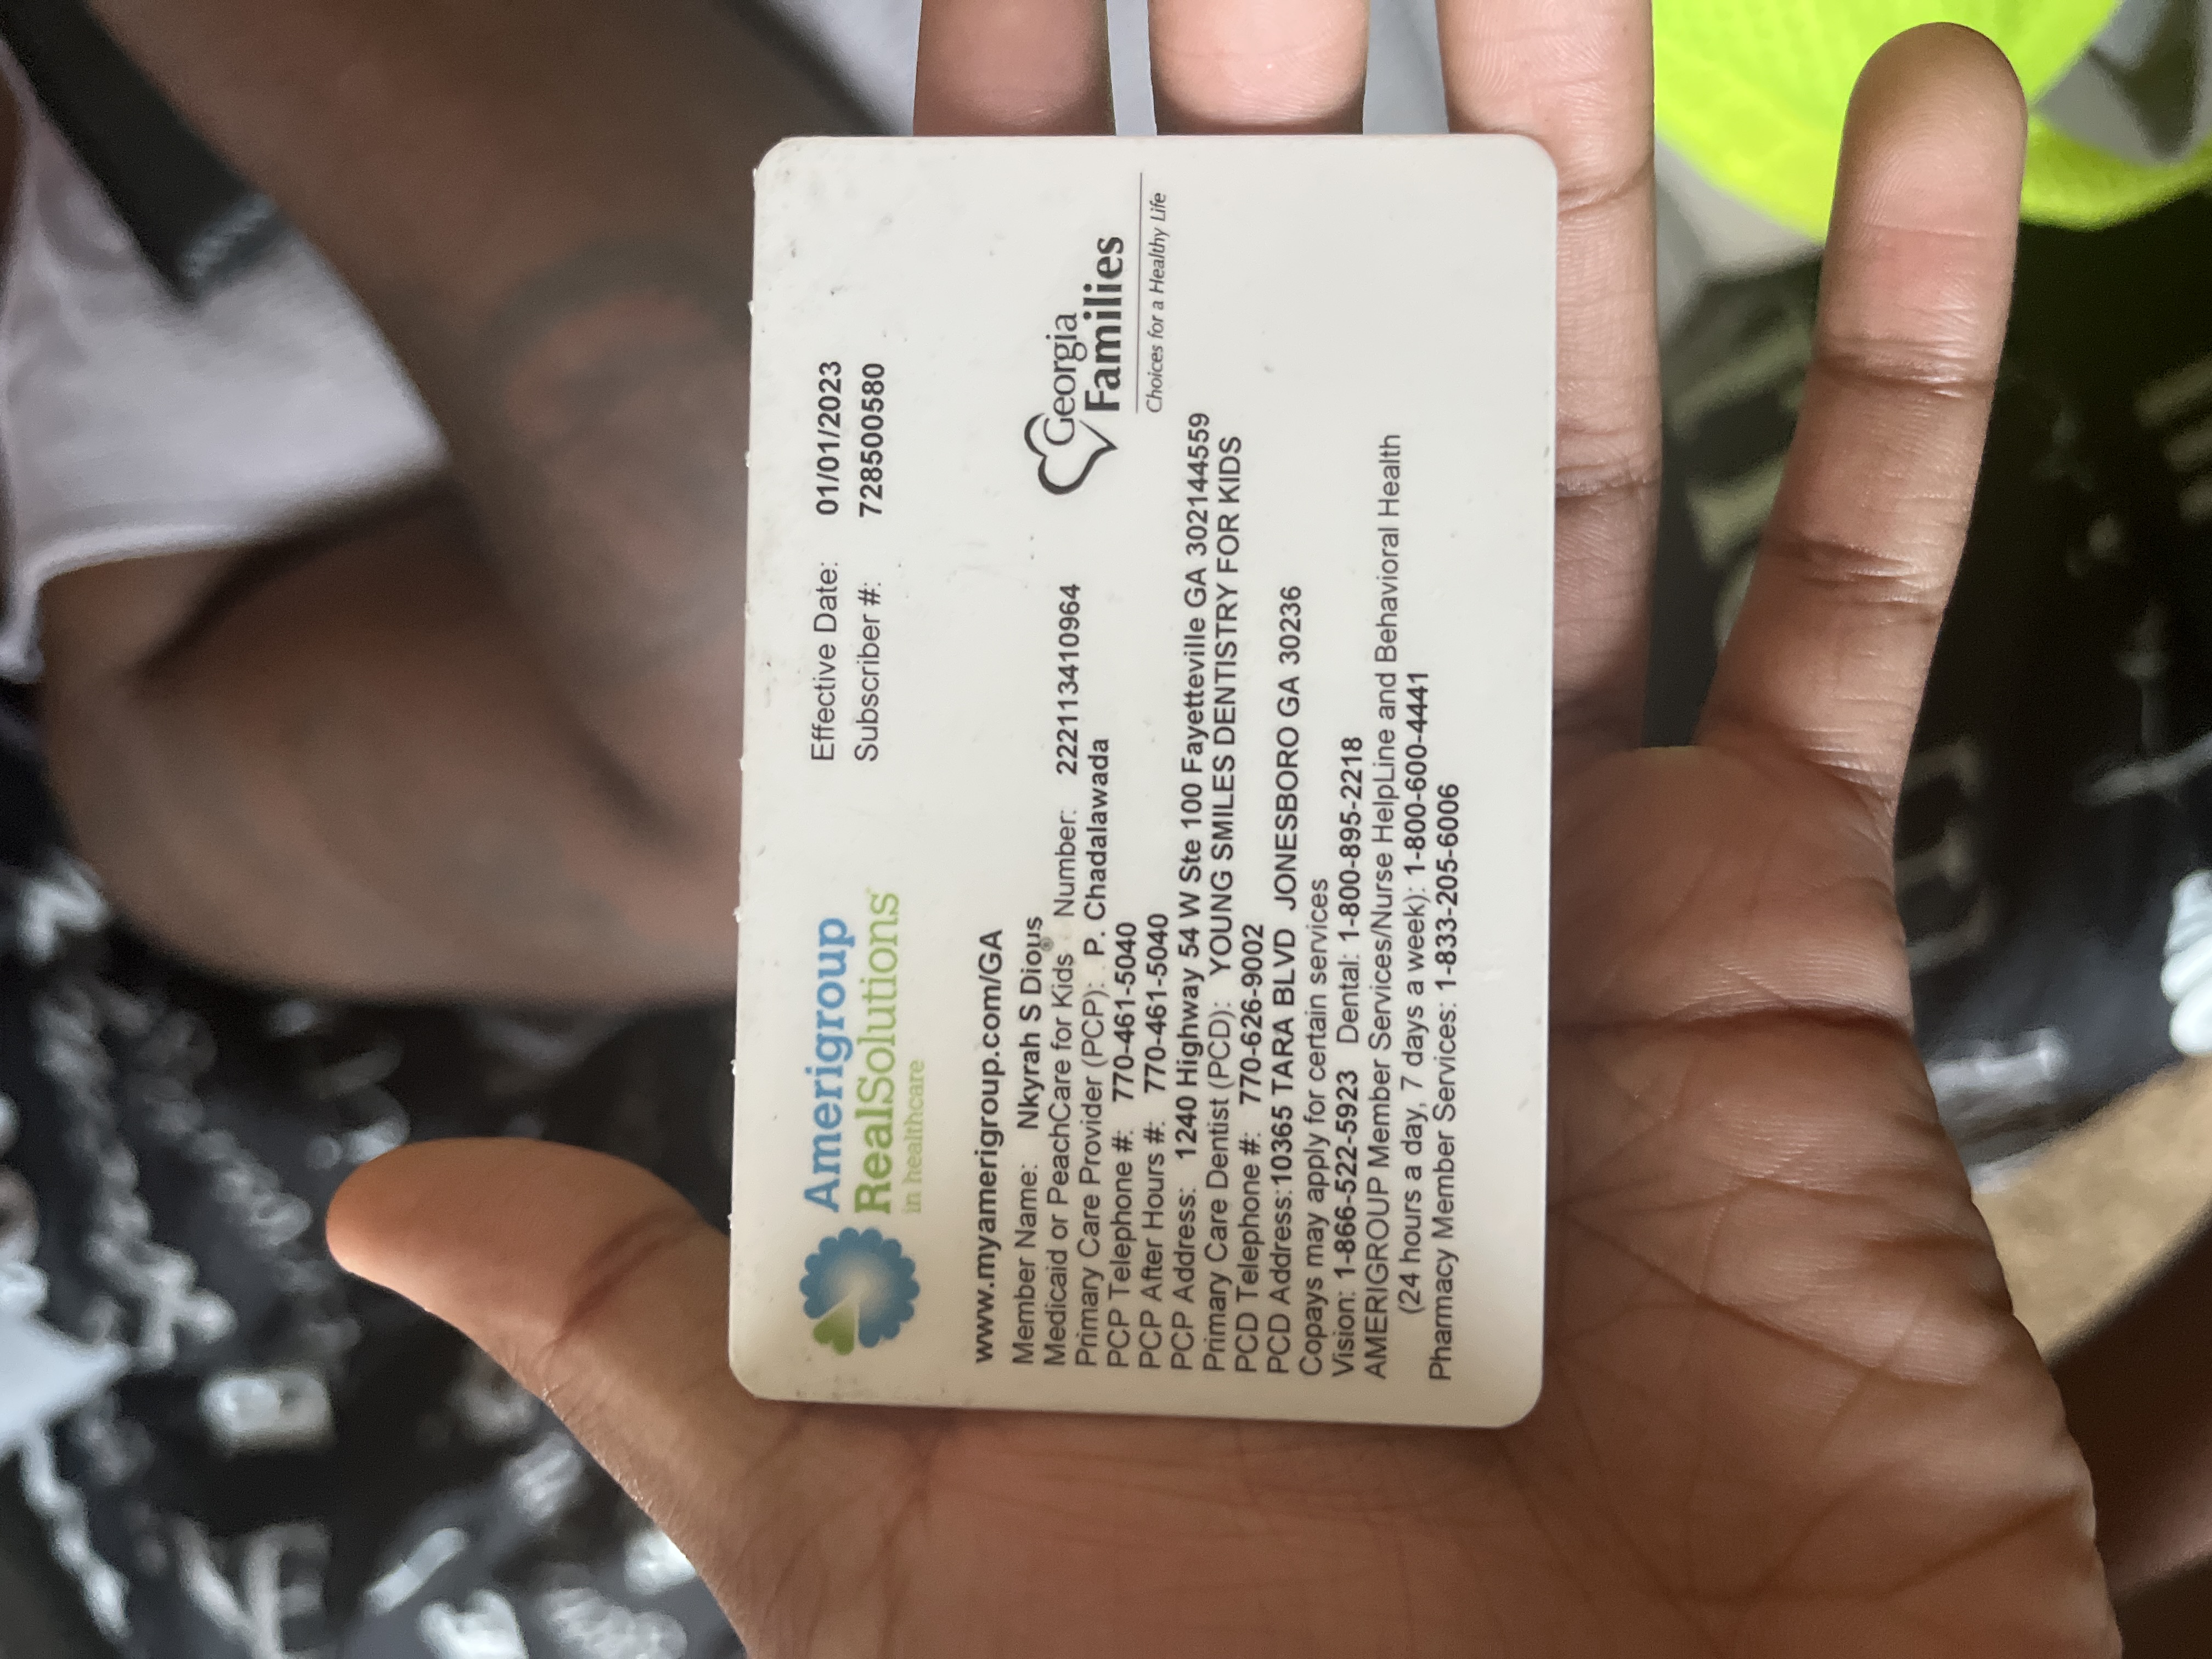 Amerigroup
RealSolutions
in healthcare
Effective Date: 01/01/2023
Subscriber #: 728500580
www.myamerigroup.com/GA
Member Name: Nkyrah S Dious
Medicaid or PeachCare for Kids® Number: 222113410964
Primary Care Provider (PCP): P. Chadalawada
PCP Telephone #: 770-461-5040
PCP After Hours #: 770-461-5040
PCP Address: 1240 Highway 54 W Ste 100 Fayetteville GA 302144559
Primary Care Dentist (PCD): YOUNG SMILES DENTISTRY FOR KIDS
PCD Telephone #: 770-626-9002
PCD Address:10365 TARA BLVD JONESBORO GA 30236
Copays may apply for certain services
Vision: 1-866-522-5923 Dental: 1-800-895-2218
AMERIGROUP Member Services/Nurse HelpLine and Behavioral Health
(24 hours a day, 7 days a week): 1-800-600-4441
Pharmacy Member Services: 1-833-205-6006
Georgia
Families
Choices for a Healthy Life